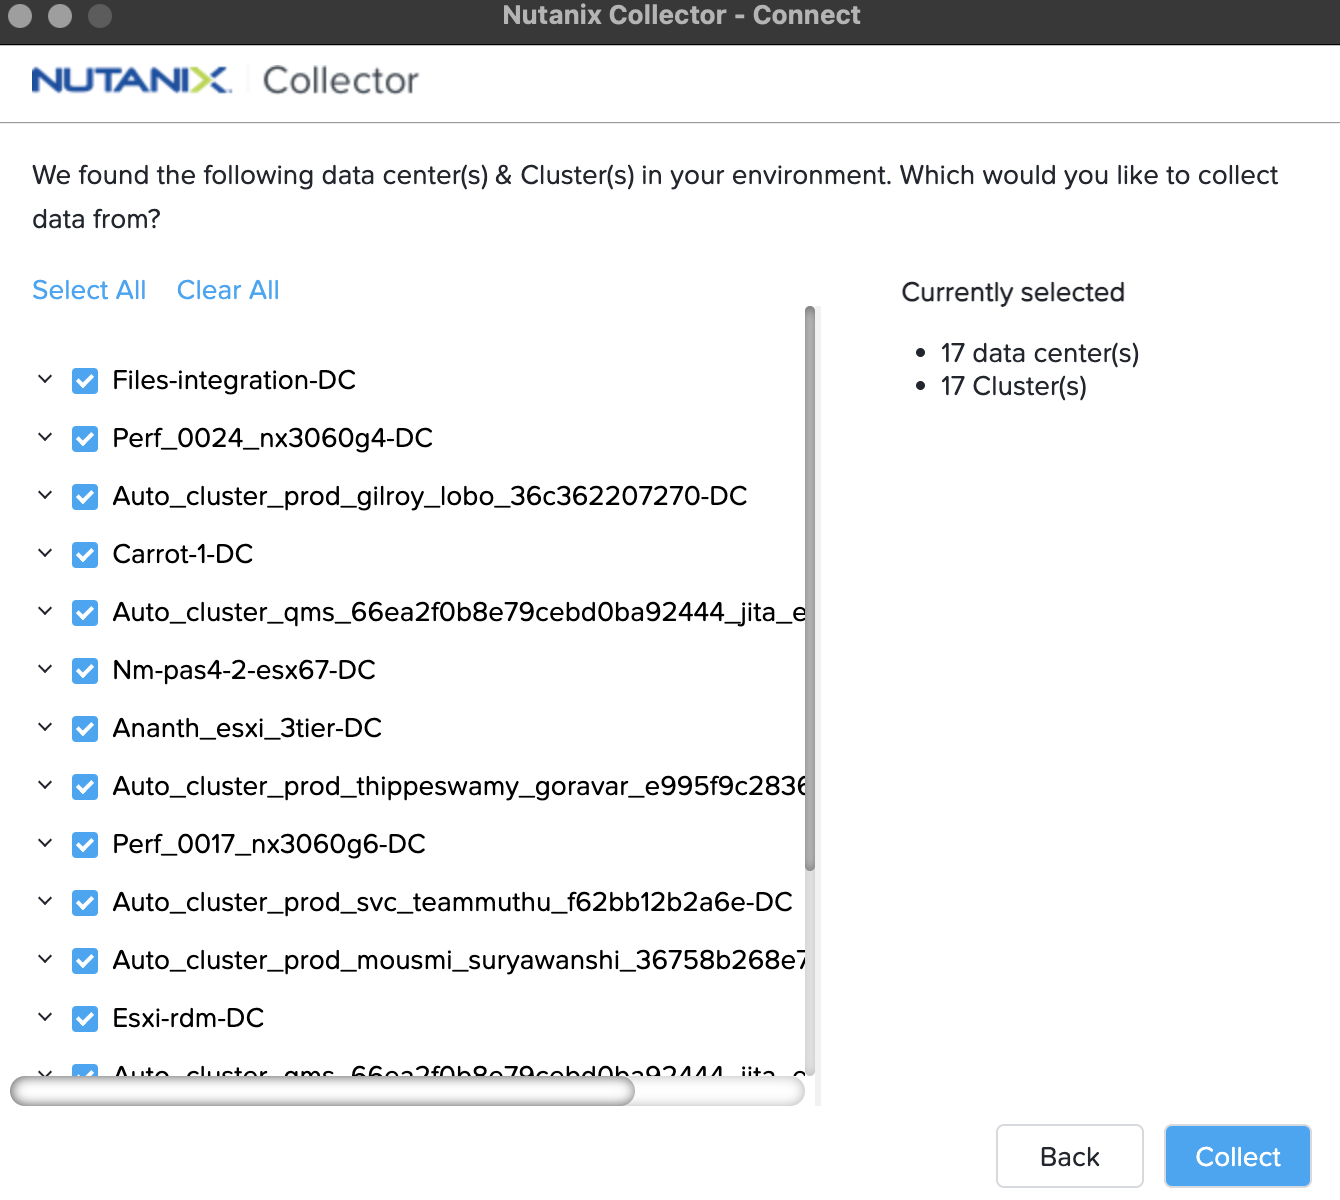 Nutanix Collector - Connect
NUTANIX Collector
We found the following data center(s) & Cluster(s) in your environment. Which would you like to collect
data from?
Select All Clear All
Currently selected
17 data center(s)
17 Cluster(s)
Files-integration-DC
Perf_0024_nx3060g4-DC
Auto_cluster_prod_gilroy_lobo_36c362207270-DC
Carrot-1-DC
Auto_cluster_qms_66ea2f0b8e79cebd0ba92444_jita_e
Nm-pas4-2-esx67-DC
Ananth_esxi_3tier-DC
Auto_cluster_prod_thippeswamy_goravar_e995f9c2836
Perf_0017_nx3060g6-DC
Auto_cluster_prod_svc_teammuthu_f62bb12b2a6e-DC
Auto_cluster_prod_mousmi_suryawanshi_36758b268e7
Esxi-rdm-DC
Auto_cluster_qms_66ea2f0b8e79cebd0ba92444_jita_e
Back Collect